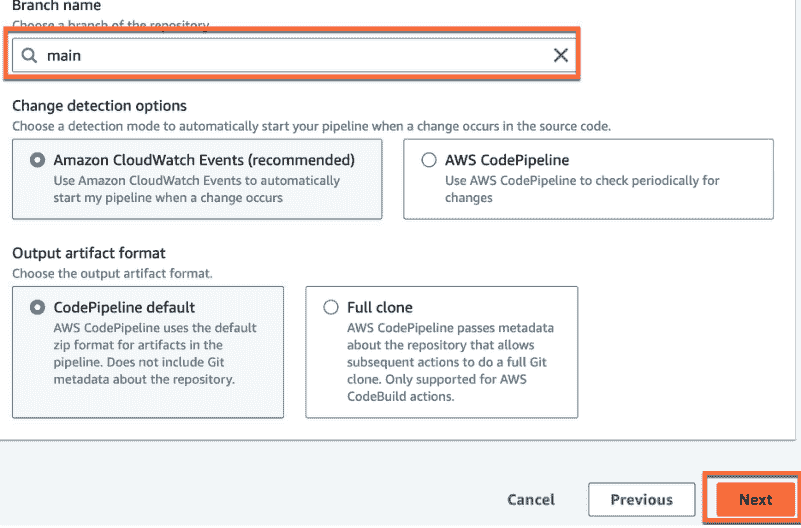 Branch name
Choose a branch of the repository
main
Change detection options
Choose a detection mode to automatically start your pipeline when a change occurs in the source code.
Amazon CloudWatch Events (recommended)
Use Amazon CloudWatch Events to automatically
start my pipeline when a change occurs
AWS CodePipeline
Use AWS CodePipeline to check periodically for
changes
Output artifact format
Choose the output artifact format.
CodePipeline default
AWS CodePipeline uses the default
zip format for artifacts in the
pipeline. Does not include Git
metadata about the repository.
Full clone
AWS CodePipeline passes metadata
about the repository that allows
subsequent actions to do a full Git
clone. Only supported for AWS
CodeBuild actions.
Cancel
Previous
Next